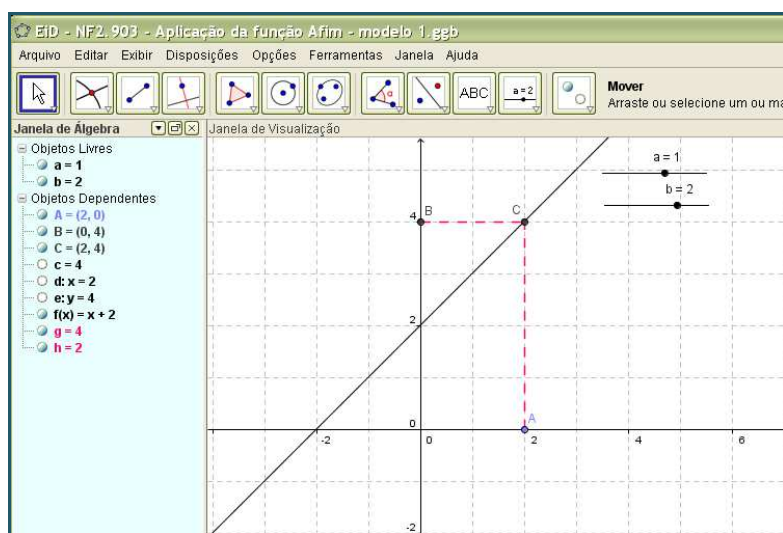 EiD - NF2.903 - Aplicação da função Afim - modelo 1.ggb
Arquivo Editar Exibir Disposições Opções Ferramentas Janela Ajuda
ABC
a=2
α
Mover
Arraste ou selecione um ou
Janela de Álgebra
Janela de Visualização
Objetos Livres
a = 1
b = 2
Objetos Dependentes
A = (2, 0)
B = (0, 4)
C = (2, 4)
c = 4
d: x = 2
e: y = 4
f(x) = x + 2
g = 4
h = 2
a = 1
b = 2
4
B
C
2
0
A
-2
0
2
4
6
-2